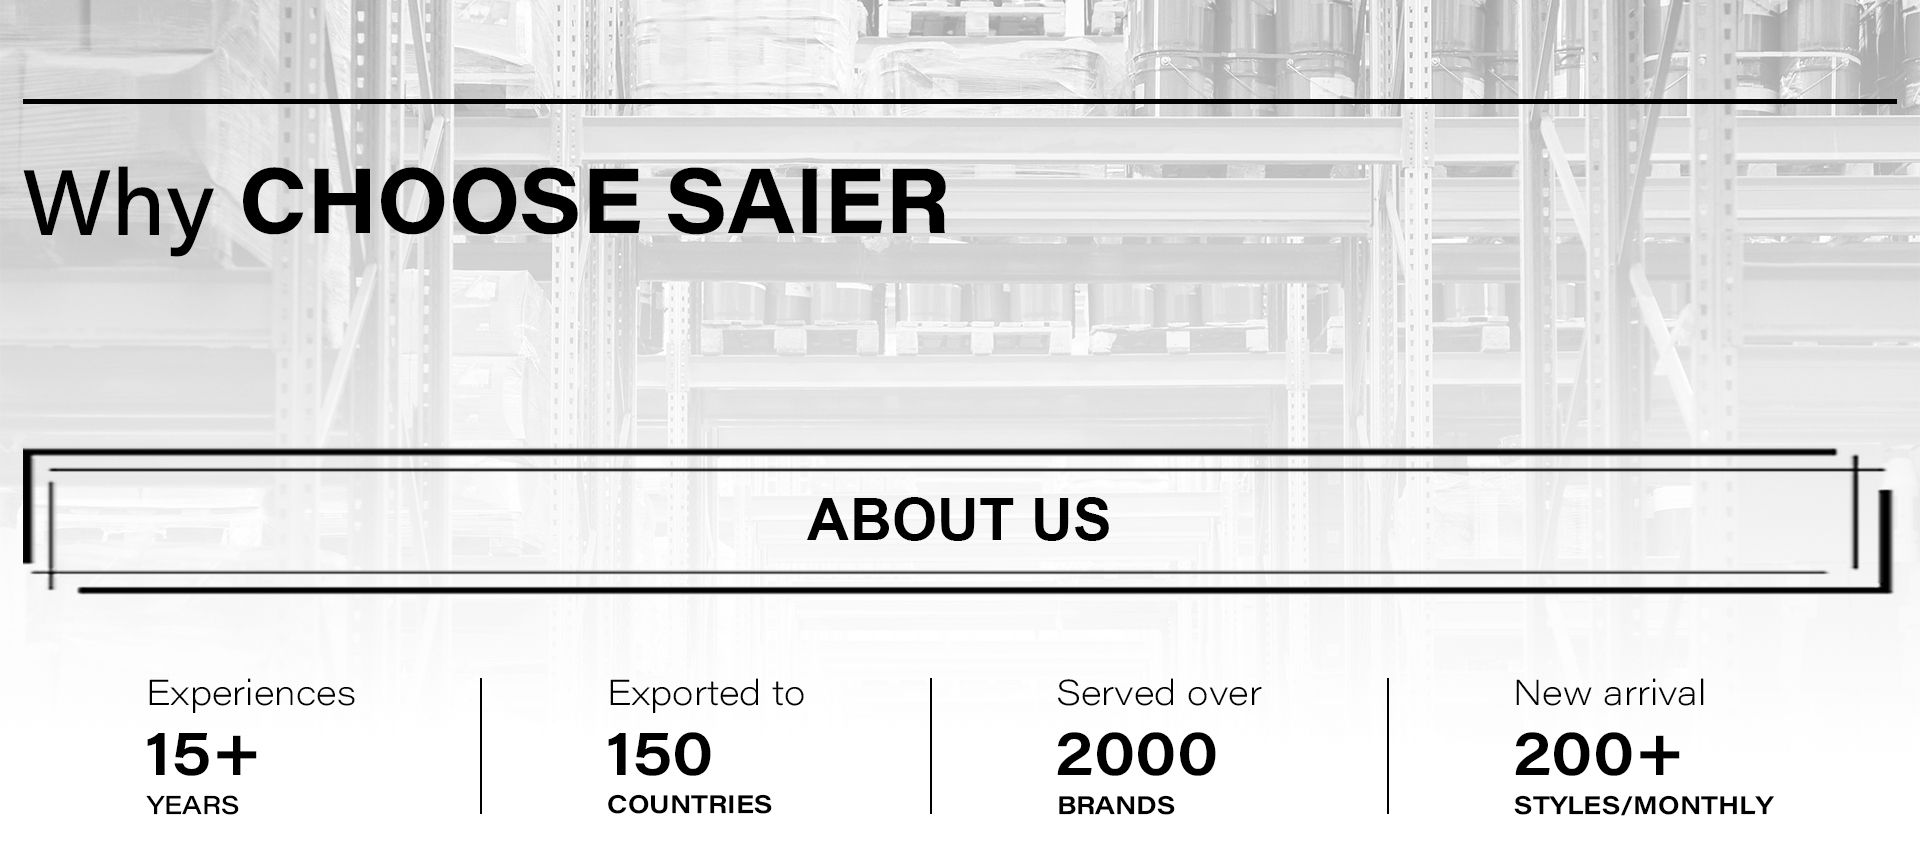 Why CHOOSE SAIER
ABOUT US
Experiences
15+
YEARS
Exported to
150
COUNTRIES
Served over
2000
BRANDS
New arrival
200+
STYLES/MONTHLY